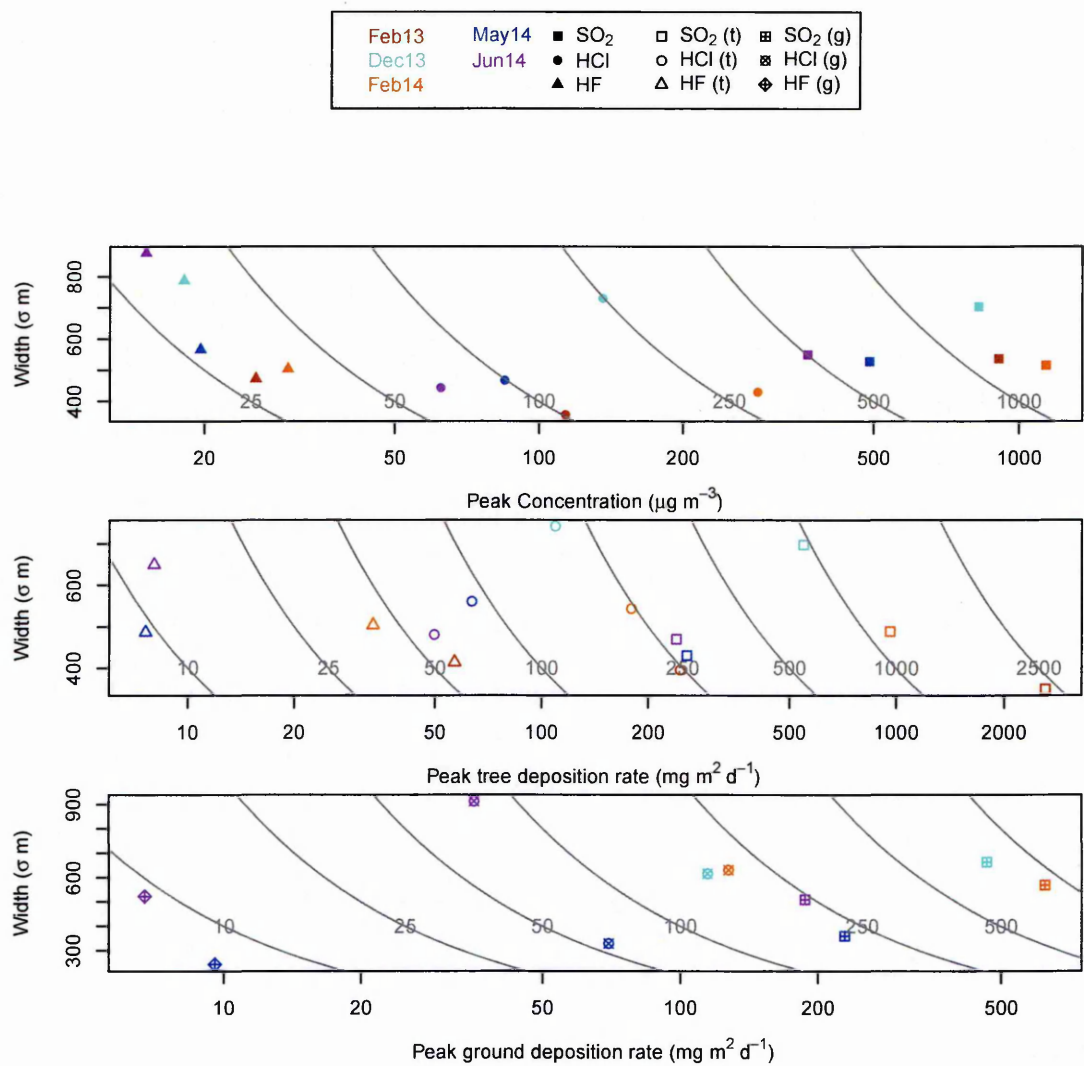 Feb13 May14 SO₂ SO₂ (t) SO₂ (g)
Dec13 Jun14 HCl HCl (t) HCl (g)
Feb14 HF HF (t) HF (g)
Width (σ m)
800
600
400
25 50 100 250 500 1000
20 50 100 200 500 1000
Peak Concentration (μg m⁻³)
Width (σ m)
600
400
10 25 50 100 250 500 1000 2500
10 20 50 100 200 500 1000 2000
Peak tree deposition rate (mg m² d⁻¹)
Width (σ m)
900
600
300
10 25 50 100 250 500
10 20 50 100 200 500
Peak ground deposition rate (mg m² d⁻¹)